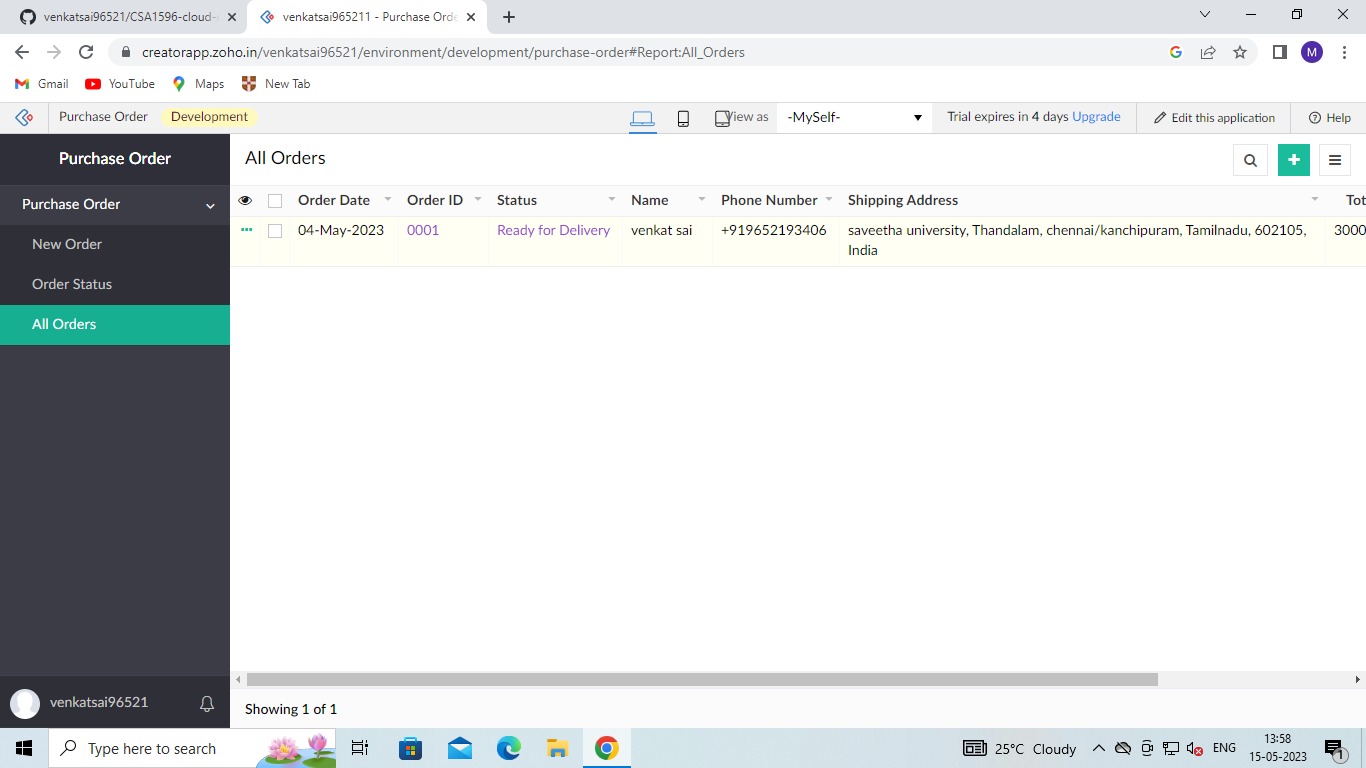 venkatsai96521/CSA1596-cloud-
venkatsai965211 - Purchase Orde
creatorapp.zoho.in/venkatsai96521/environment/development/purchase-order#Report:All_Orders
M
Gmail
YouTube
Maps
New Tab
Purchase Order
Development
View as
-MySelf-
Trial expires in 4 days Upgrade
Edit this application
Help
Purchase Order
All Orders
Purchase Order
New Order
Order Status
All Orders
Order Date
Order ID
Status
Name
Phone Number
Shipping Address
Tot
04-May-2023
0001
Ready for Delivery
venkat sai
+919652193406
saveetha university, Thandalam, chennai/kanchipuram, Tamilnadu, 602105,
India
3000
venkatsai96521
Showing 1 of 1
Type here to search
25°C Cloudy
ENG
13:58
15-05-2023
1